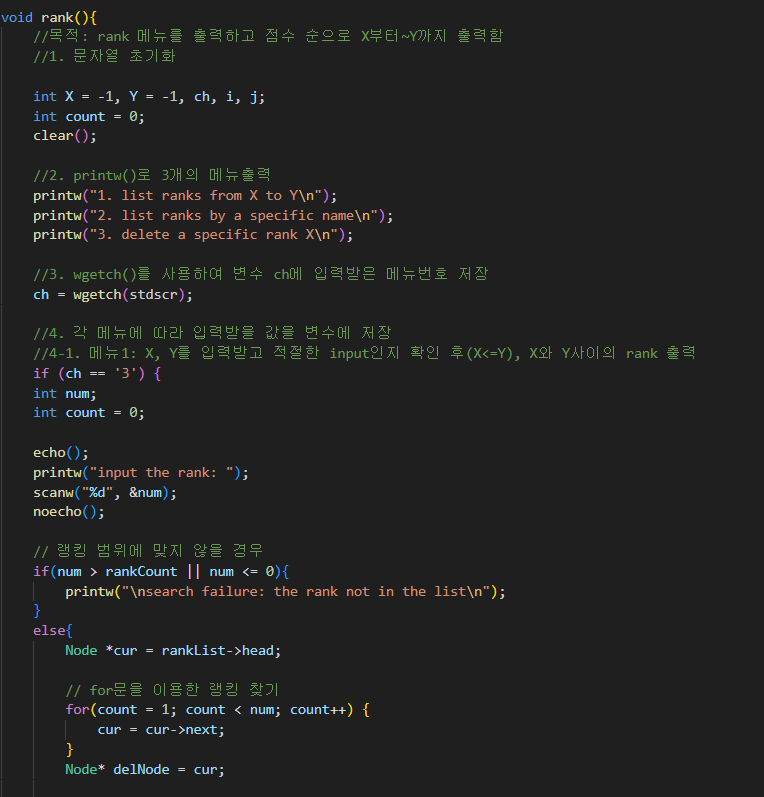 void rank(){
//목적: rank 메뉴를 출력하고 점수 순으로 X부터~Y까지 출력함
//1. 문자열 초기화
int X = -1, Y = -1, ch, i, j;
int count = 0;
clear();
//2. printw()로 3개의 메뉴출력
printw("1. list ranks from X to Y\n");
printw("2. list ranks by a specific name\n");
printw("3. delete a specific rank X\n");
//3. wgetch()를 사용하여 변수 ch에 입력받은 메뉴번호 저장
ch = wgetch(stdscr);
//4. 각 메뉴에 따라 입력받을 값을 변수에 저장
//4-1. 메뉴1: X, Y를 입력받고 적절한 input인지 확인 후(X<=Y), X와 Y사이의 rank 출력
if (ch == '3') {
int num;
int count = 0;
echo();
printw("input the rank: ");
scanw("%d", &num);
noecho();
// 랭킹 범위에 맞지 않을 경우
if(num > rankCount || num <= 0){
printw("\nsearch failure: the rank not in the list\n");
}
else{
Node *cur = rankList->head;
// for문을 이용한 랭킹 찾기
for(count = 1; count < num; count++) {
cur = cur->next;
}
Node* delNode = cur;